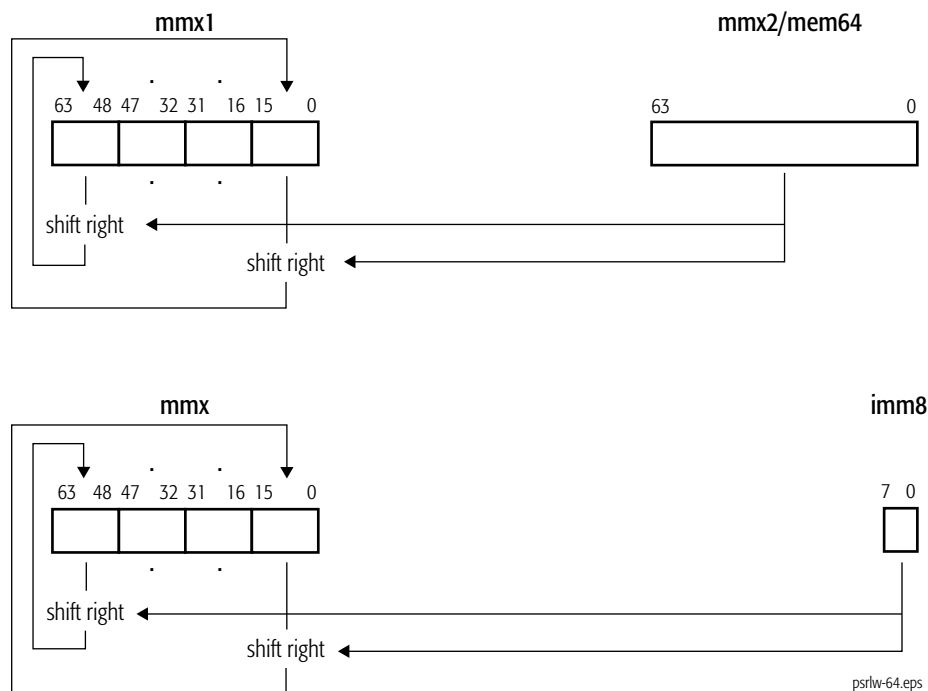 mmx1 mmx2/mem64
. .
63 48 47 32 31 16 15 0 63 0
. .
shift right
shift right
mmx imm8
. .
63 48 47 32 31 16 15 0 7 0
. .
shift right
shift right
psrlw-64.eps